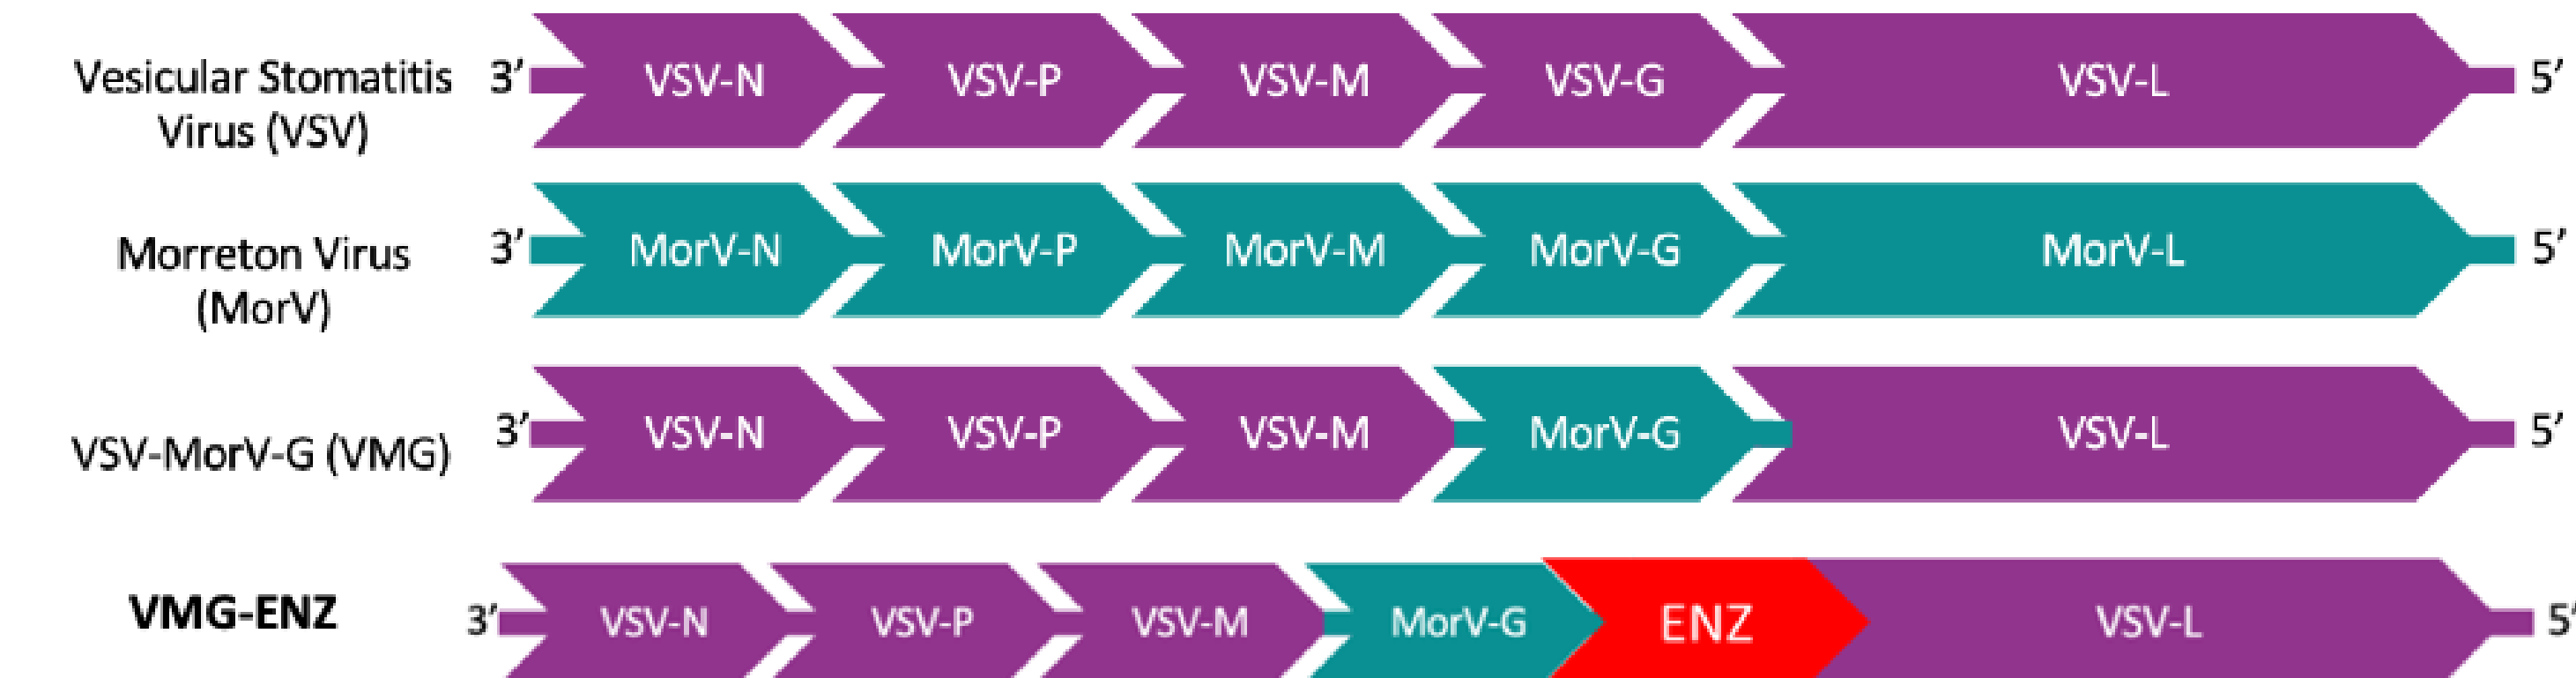 Vesicular Stomatitis
Virus (VSV)
3′ VSV-N VSV-P VSV-M VSV-G VSV-L 5′
Morreton Virus
(MorV)
3′ MorV-N MorV-P MorV-M MorV-G MorV-L 5′
VSV-MorV-G (VMG)
3′ VSV-N VSV-P VSV-M MorV-G VSV-L 5′
VMG-ENZ
3′ VSV-N VSV-P VSV-M MorV-G ENZ VSV-L 5′